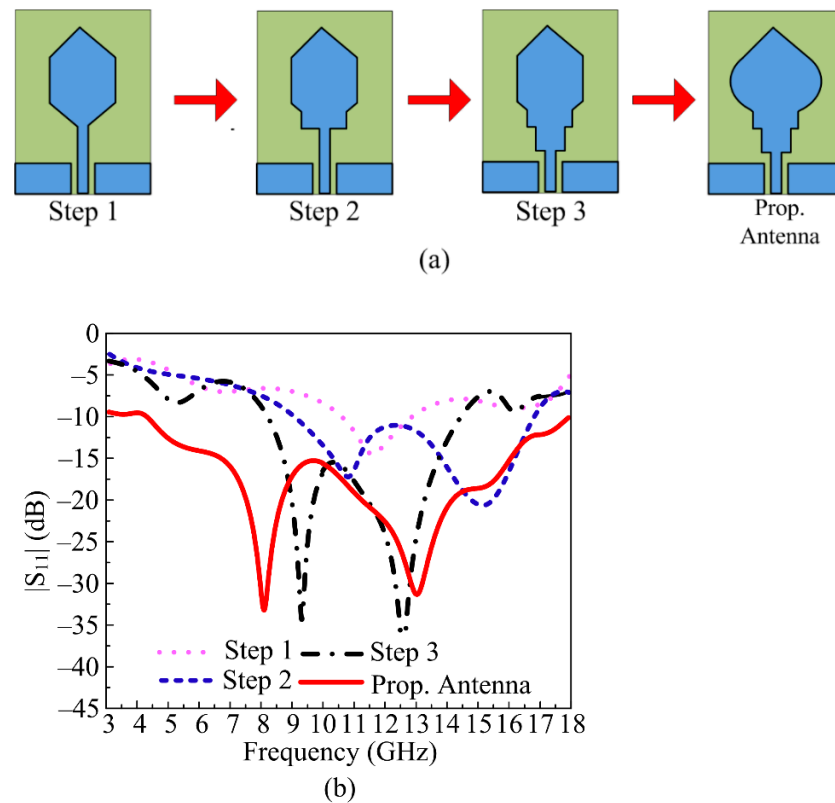 Step 1
Step 2
Step 3
Prop.
Antenna
(a)
0
−5
−10
−15
−20
−25
−30
−35
−40
−45
|S₁₁| (dB)
Step 1
Step 3
Step 2
Prop. Antenna
3 4 5 6 7 8 9 10 11 12 13 14 15 16 17 18
Frequency (GHz)
(b)